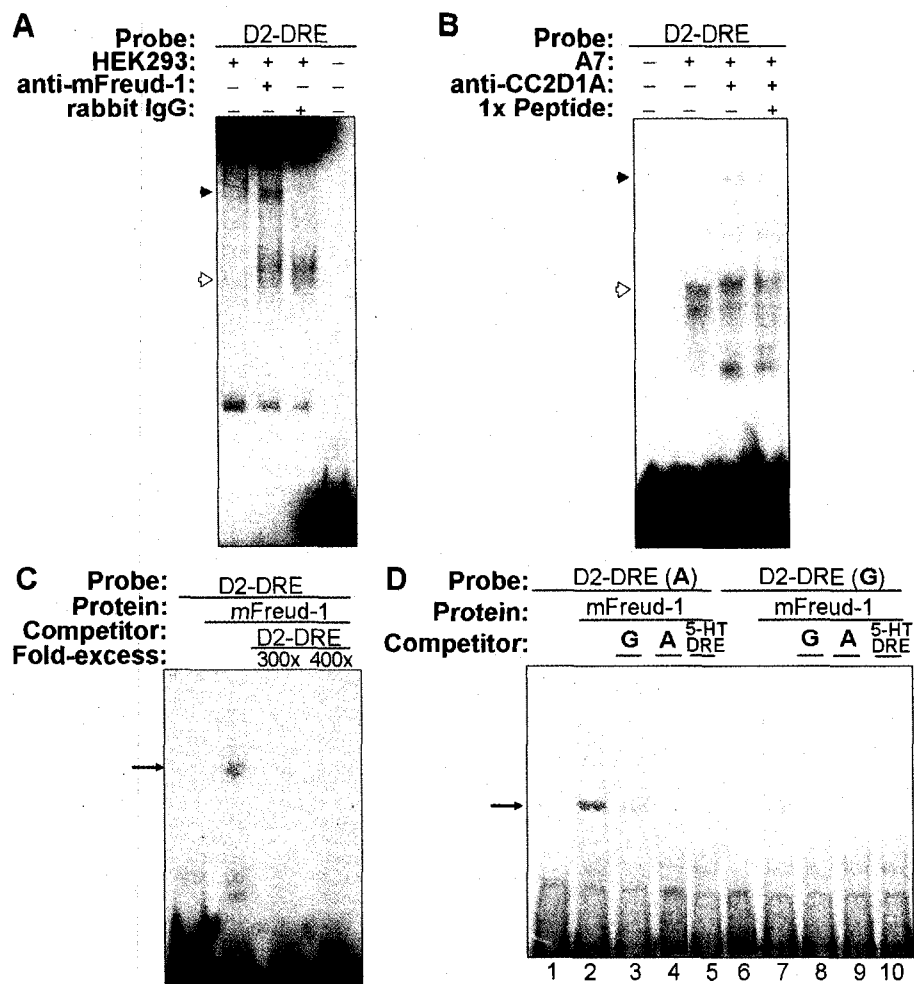 A
Probe: D2-DRE
HEK293: + + + –
anti-mFreud-1: – + – –
rabbit IgG: – – + –
B
Probe: D2-DRE
A7: – + + +
anti-CC2D1A: – – + +
1x Peptide: – – – +
C
Probe: D2-DRE
Protein: mFreud-1
Competitor: D2-DRE
Fold-excess: 300x 400x
D
Probe: D2-DRE (A) D2-DRE (G)
Protein: mFreud-1 mFreud-1
Competitor: G A 5-HT DRE G A 5-HT DRE
1 2 3 4 5 6 7 8 9 10